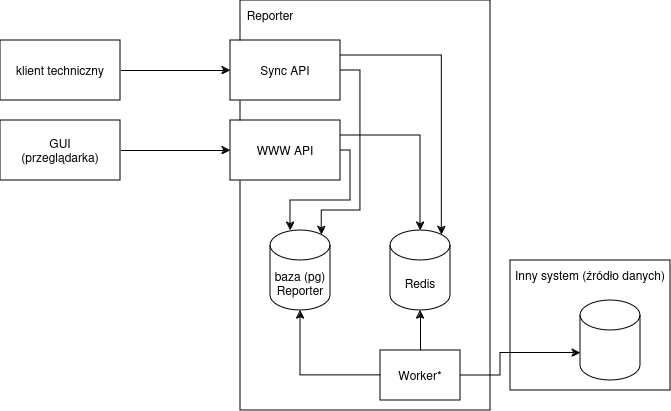 Reporter
klient techniczny
Sync API
GUI
(przeglądarka)
WWW API
baza (pg)
Reporter
Redis
Inny system (źródło danych)
Worker*